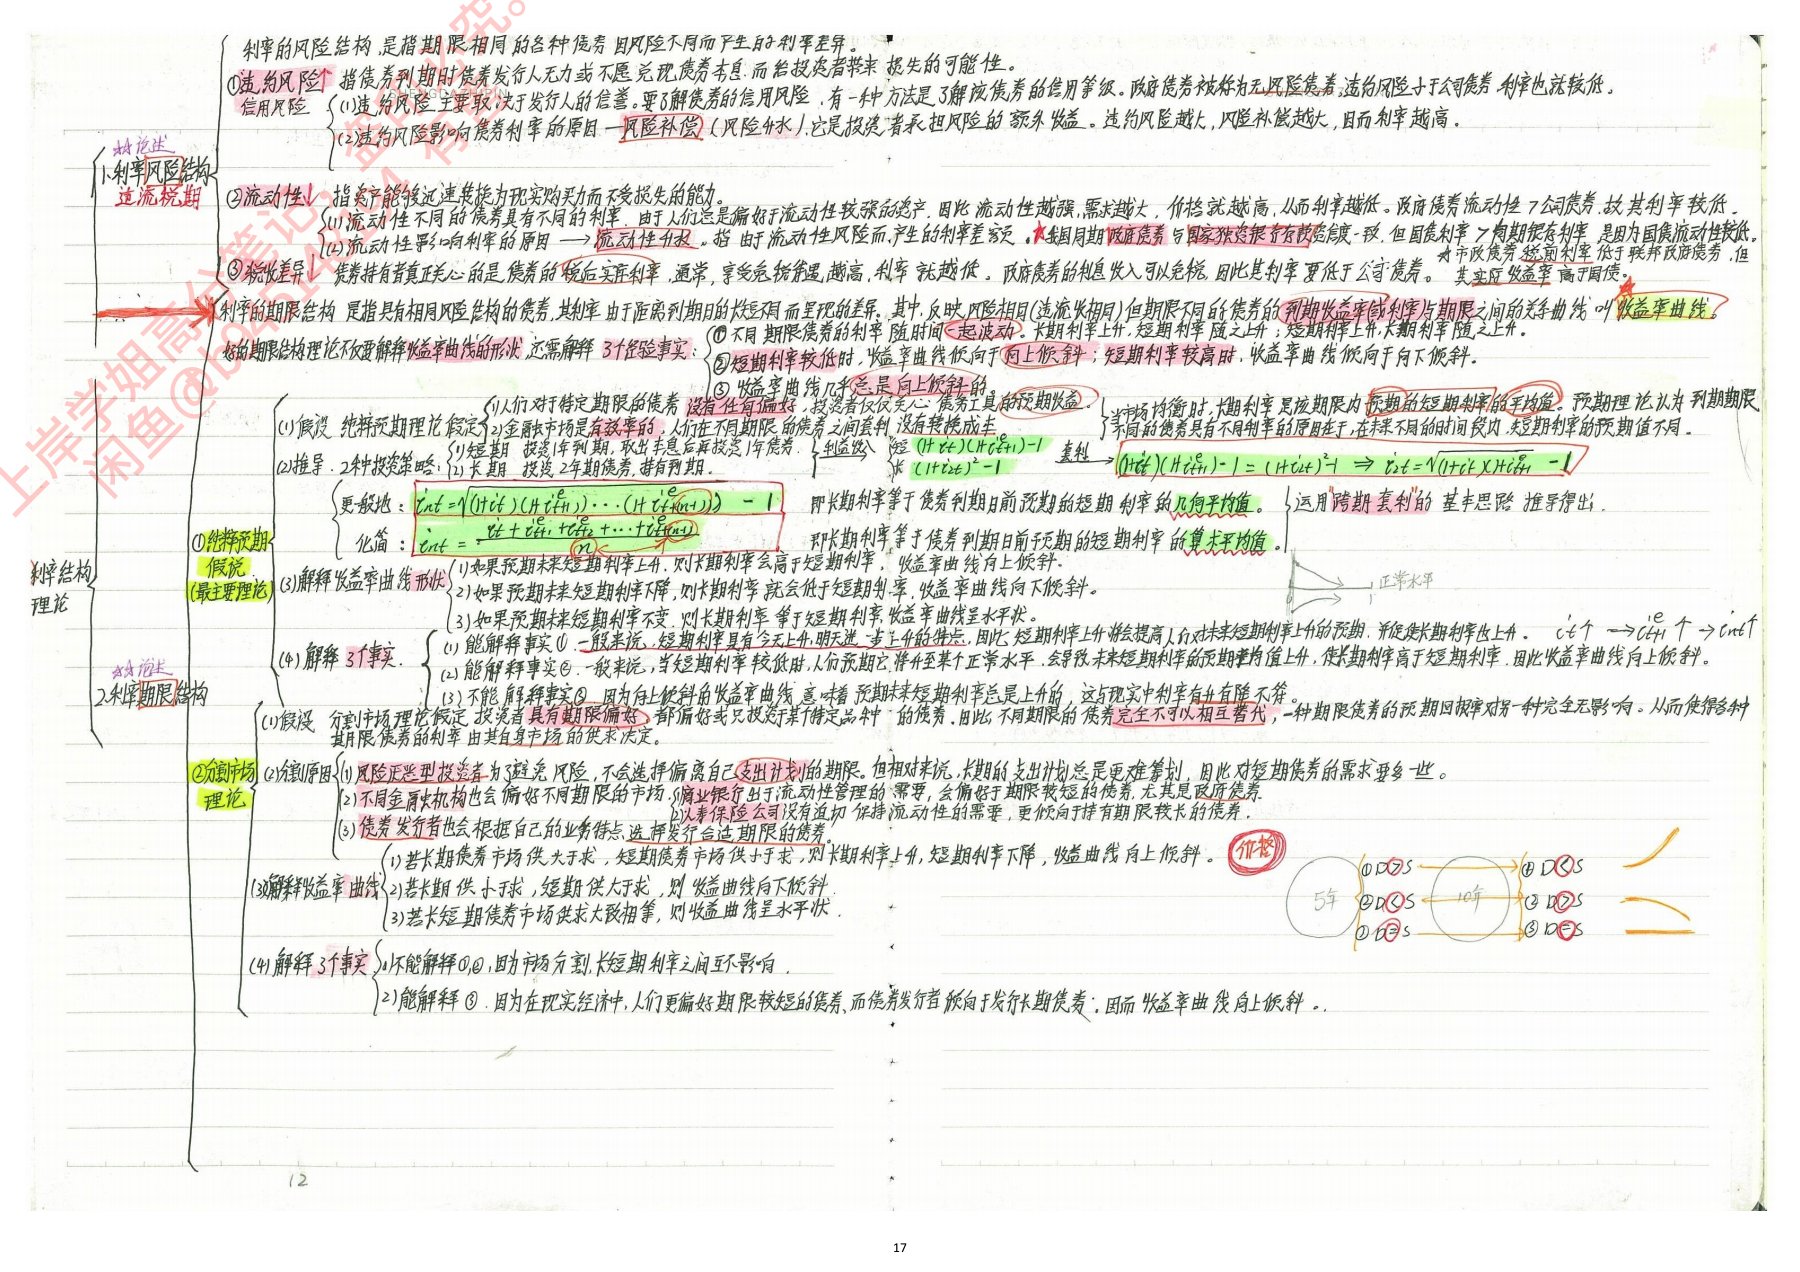 利率的风险结构,是指期限相同的各种债券因风险不同而产生的利率差异。
①违约风险↑ 指债券到期时债券发行人无力或不愿兑现债券本息,而给投资者带来损失的可能性。
信用风险
(1)违约风险主要取决于发行人的信誉。要了解债券的信用风险,有一种方法是了解该债券的信用等级。政府债券被称为无风险债券,违约风险小于公司债券,利率也就较低。
(2)违约风险影响债券利率的原因—风险补偿(风险升水),它是投资者承担风险的额外收益。违约风险越大,风险补偿越大,因而利率越高。
☆☆论述
1.利率风险结构
违流税期
②流动性↓ 指资产能够迅速转换为现实购买力而不受损失的能力。
(1)流动性不同的债券具有不同的利率,由于人们总是偏好于流动性较强的资产,因此流动性越强,需求越大,价格就越高,从而利率越低。政府债券流动性>公司债券,故其利率较低.
(2)流动性影响利率的原因→流动性升水。指由于流动性风险而产生的利率差额。★我国同期政府债券与国家独资银行存款信度一致,但国债利率>同期银行利率,是因为国债流动性较低。
③税收差异↓ 债券持有者真正关心的是债券的税后实际利率,通常,享受免税待遇越高,利率就越低。政府债券的利息收入可以免税,因此其利率要低于公司债券。
☆市政债券税前利率低于联邦政府债券,但
其实际收益率高于国债。
利率的期限结构 是指具有相同风险结构的债券,其利率由于距离到期日的长短不同而呈现的差异。其中,反映风险相同(违流收相同)但期限不同的债券的到期收益率(或利率)与期限之间的关系曲线叫收益率曲线。
好的期限结构理论不仅要解释收益率曲线的形状,还需解释3个经验事实:
①不同期限债券的利率随时间一起波动。长期利率上升,短期利率随之上升;短期利率上升,长期利率随之上升。
②短期利率较低时,收益率曲线倾向于向上倾斜;短期利率较高时,收益率曲线倾向于向下倾斜。
③收益率曲线几乎总是向上倾斜的。
利率结构
理论
☆☆论述
2.利率期限结构
①纯粹预期
假说
(最主要理论)
(1)假设 纯粹预期理论假定
1)人们对于特定期限的债券没有任何偏好,投资者仅仅关心债券工具的预期收益。
2)金融市场是有效率的,人们在不同期限的债券之间套利没有转换成本
当市场均衡时,长期利率是该期限内预期的短期利率的平均值。预期理论认为到期期限
不同的债券具有不同利率的原因在于,在未来不同的时间段内,短期利率的预期值不同。
(2)推导.2种投资策略:
1)短期 投资1年到期,取出本息后再投资1年债券.
2)长期 投资2年期债券,持有到期.
利益收入
短 (1+it)(1+iᵉt+1)-1
长 (1+i2t)²-1
套利→ (1+it)(1+iᵉt+1)-1=(1+i2t)²-1 ⇒ i2t=√(1+it)(1+iᵉt+1) -1
更一般地: int=ⁿ√(1+it)(1+iᵉt+1)...(1+iᵉt+(n-1)) -1 即长期利率等于债券到期日前预期的短期利率的几何平均值。
运用"跨期套利"的基本思路推导得出.
化简: int= it+iᵉt+1+iᵉt+2+...+iᵉt+(n-1) / n 即长期利率等于债券到期日前预期的短期利率的算术平均值。
(3)解释收益率曲线形状
1)如果预期未来短期利率上升,则长期利率会高于短期利率,收益率曲线向上倾斜.
2)如果预期未来短期利率下降,则长期利率就会低于短期利率,收益率曲线向下倾斜。
3)如果预期未来短期利率不变,则长期利率等于短期利率,收益率曲线呈水平状。
正常水平
(4)解释3个事实.
(1)能解释事实①.一般来说,短期利率具有今天上升,明天进一步上升的特点,因此,短期利率上升将会提高人们对未来短期利率上升的预期,并促使长期利率也上升。 it↑→iᵉt+1↑→int↑
(2)能解释事实②.一般来说,当短期利率较低时,人们预期它将升至某个正常水平,会导致未来短期利率的预期平均值上升,使长期利率高于短期利率,因此收益率曲线向上倾斜。
(3)不能解释事实③.因为向上倾斜的收益率曲线意味着预期未来短期利率总是上升的,这与现实中利率有升有降不符。
②分割市场
理论
(1)假设 分割市场理论假定,投资者具有期限偏好,都偏好或只投资于某个特定品种的债券.因此,不同期限的债券完全不可以相互替代,一种期限债券的预期回报率对另一种完全无影响。从而使得各种
其期限债券的利率由其自身市场的供求决定。
(2)分割原因
(1)风险厌恶型投资者为了避免风险,不会选择偏离自己支出计划的期限。但相对来说,长期的支出计划总是更难筹划,因此对短期债券的需求要多一些。
(2)不同金融机构也会偏好不同期限的市场.
1)商业银行出于流动性管理的需要,会偏好于期限较短的债券,尤其是政府债券.
2)人寿保险公司没有迫切保持流动性的需要,更倾向于持有期限较长的债券.
(3)债券发行者也会根据自己的业务特点选择发行合适期限的债券
(3)解释收益率曲线
1)若长期债券市场供大于求,短期债券市场供小于求,则长期利率上升,短期利率下降,收益曲线向上倾斜。
2)若长期供小于求,短期供大于求,则收益曲线向下倾斜.
3)若长短期债券市场供求大致相等,则收益曲线呈水平状.
价格
5年
①D>S
②D<S
③D=S
10年
①D<S
②D>S
③D=S
(4)解释3个事实
1)不能解释①,②,因为市场分割,长短期利率之间互不影响.
2)能解释③.因为在现实经济中,人们更偏好期限较短的债券,而债券发行者倾向于发行长期债券,因而收益率曲线向上倾斜。
12
17
上岸学姐高分笔记,盗印必究。